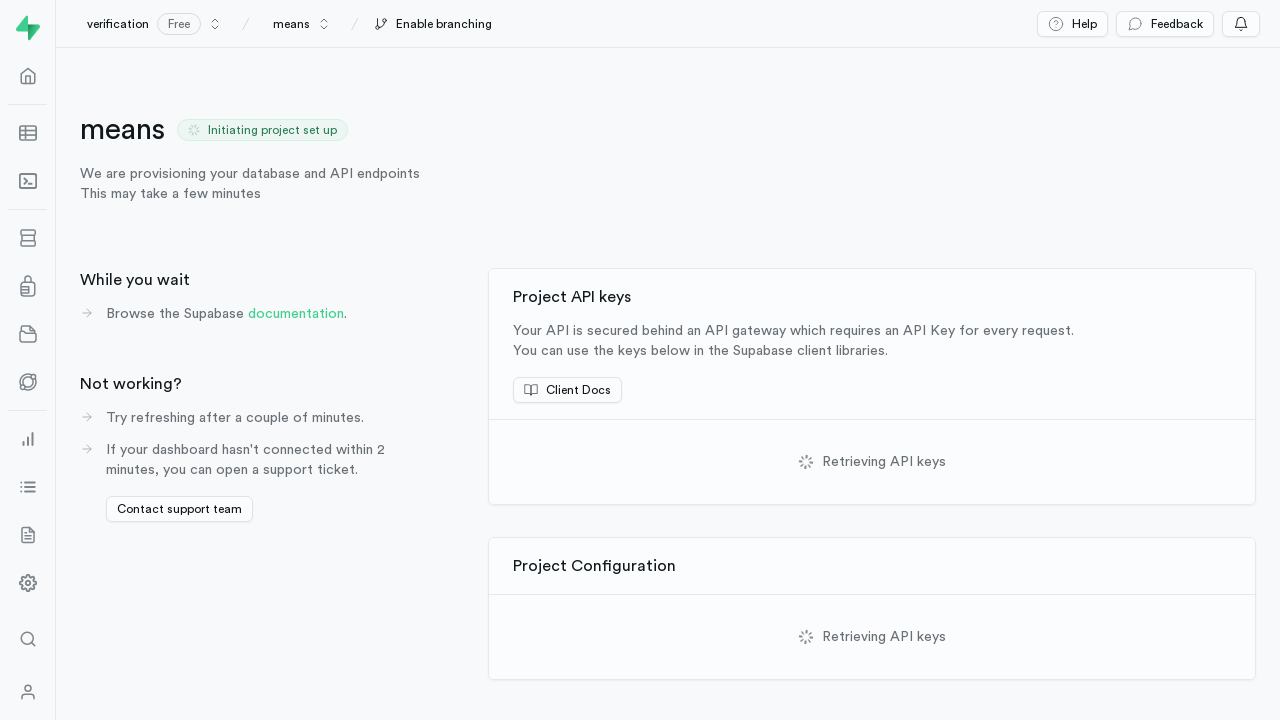 verification Free / means / Enable branching
Help
Feedback
means
Initiating project set up
We are provisioning your database and API endpoints
This may take a few minutes
While you wait
Browse the Supabase documentation.
Not working?
Try refreshing after a couple of minutes.
If your dashboard hasn't connected within 2
minutes, you can open a support ticket.
Contact support team
Project API keys
Your API is secured behind an API gateway which requires an API Key for every request.
You can use the keys below in the Supabase client libraries.
Client Docs
Retrieving API keys
Project Configuration
Retrieving API keys